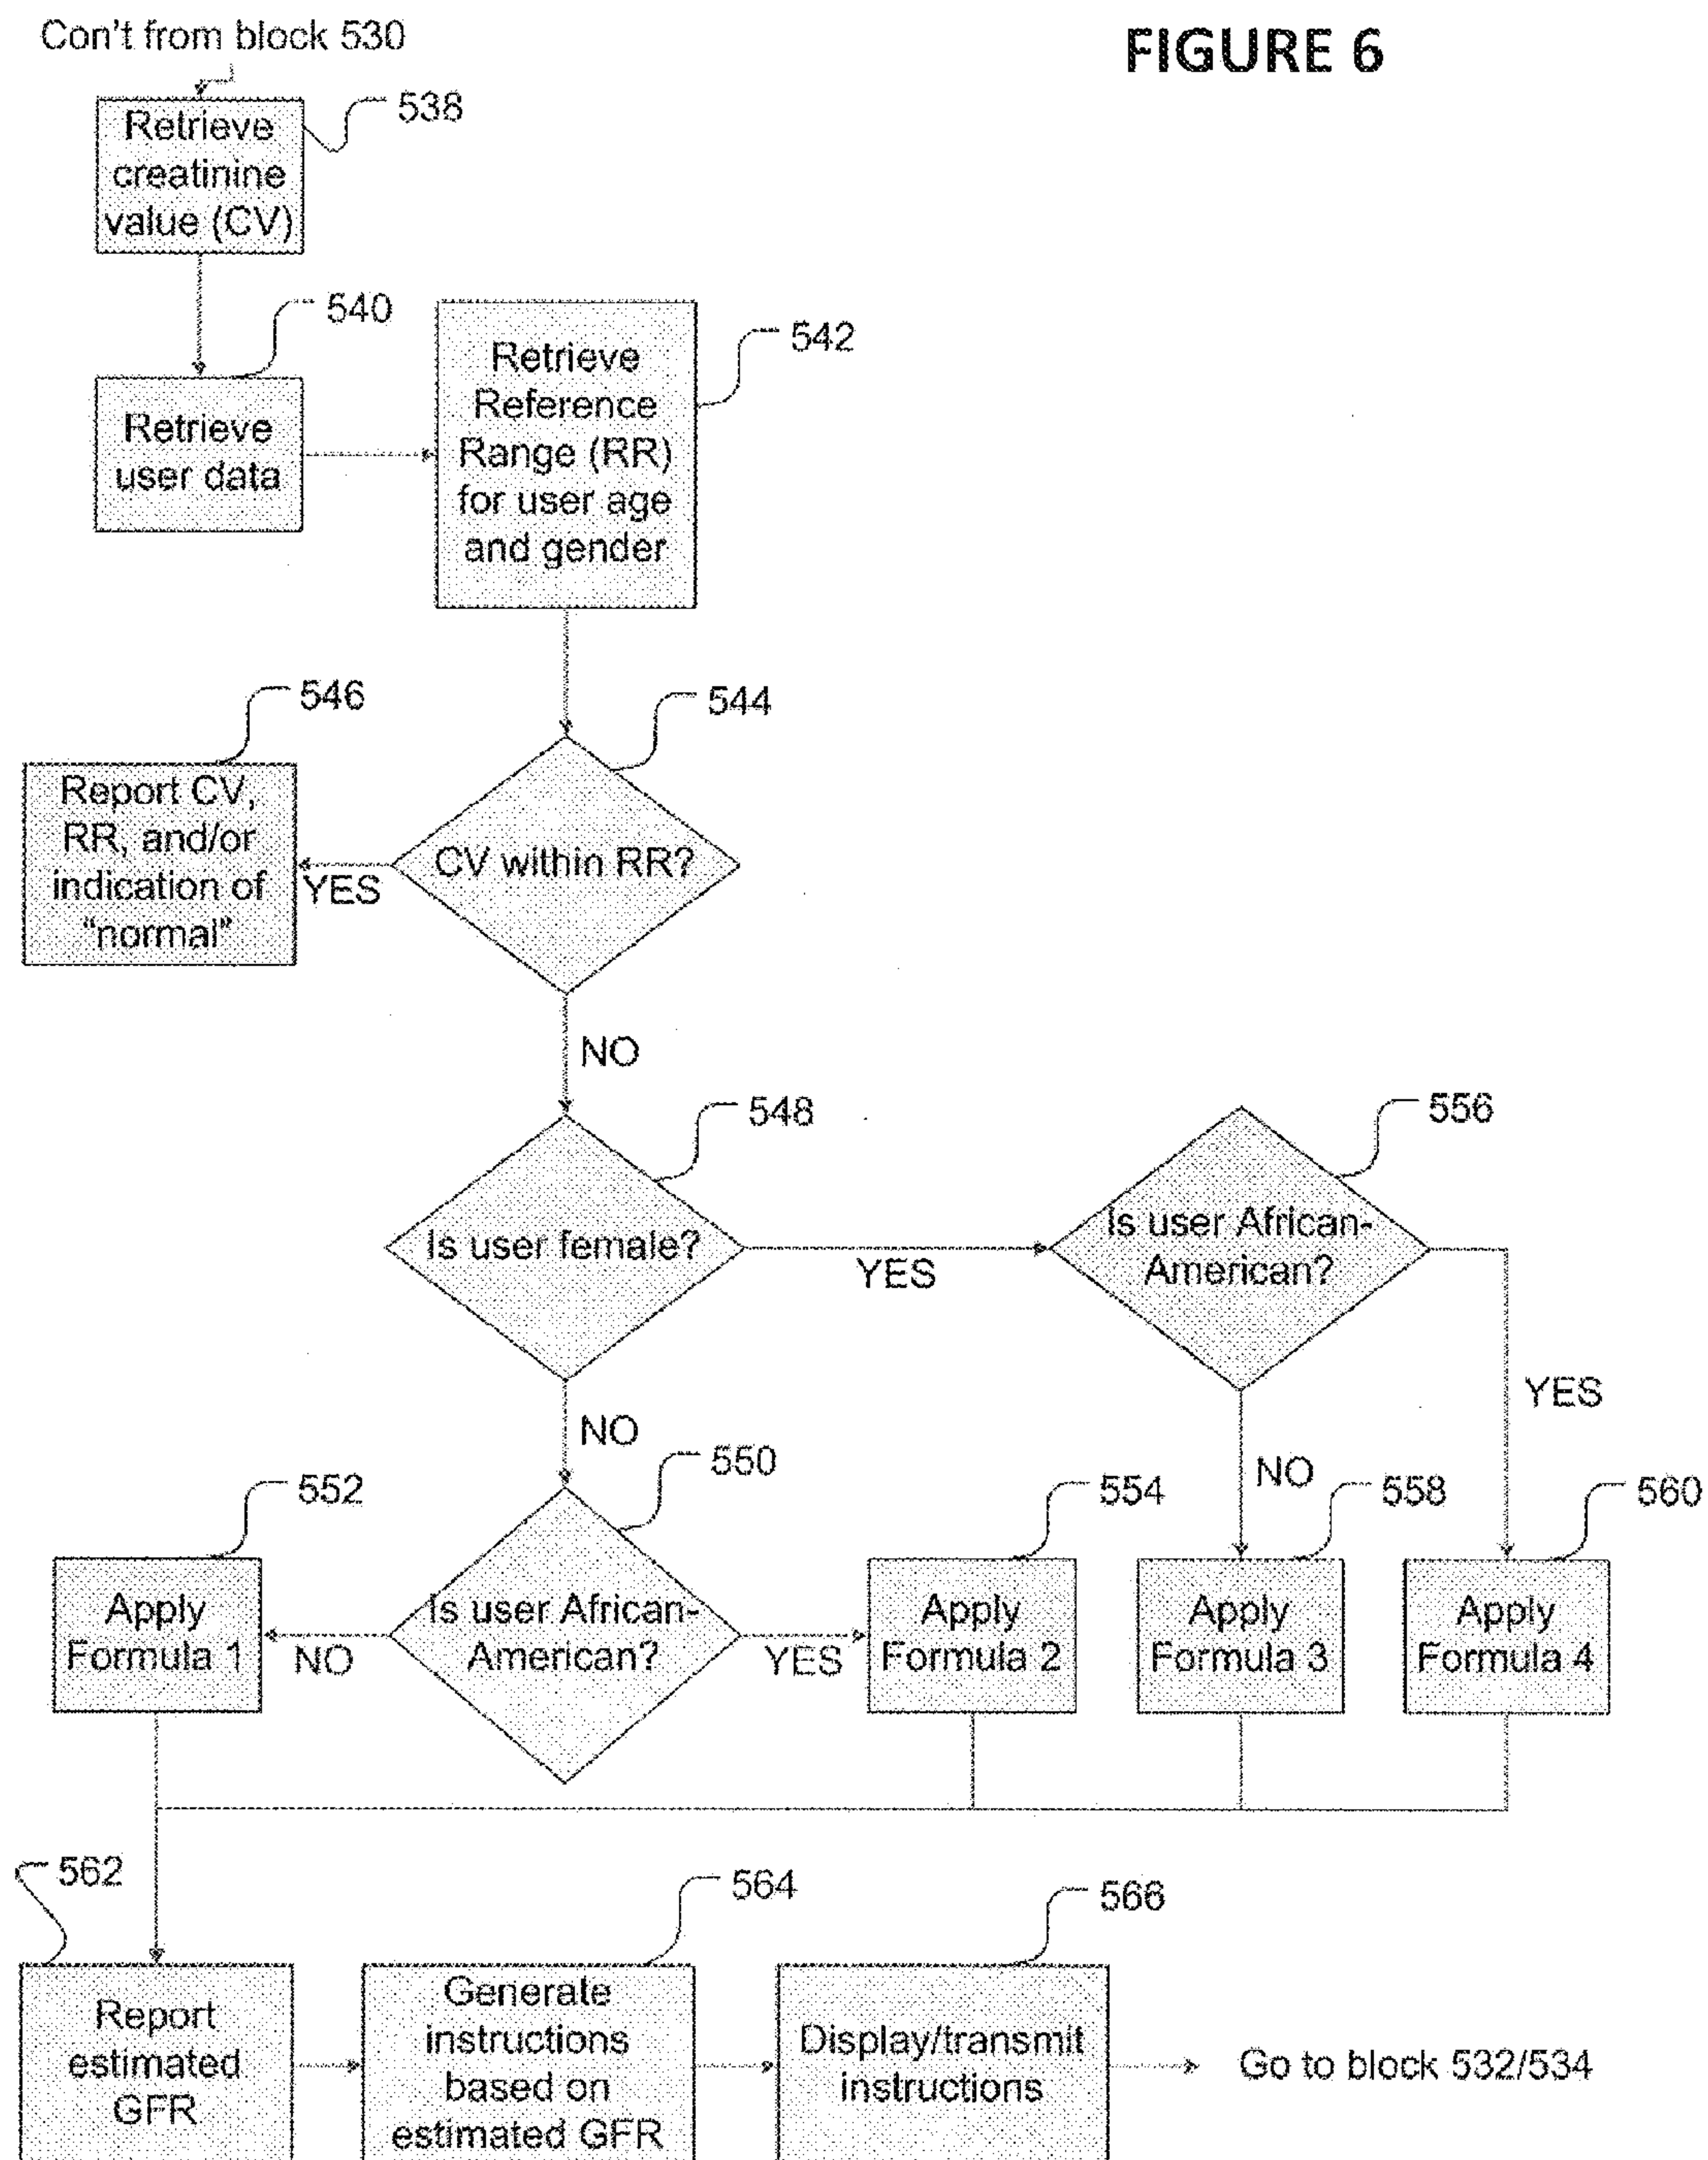 Con't from block 530
FIGURE 6
538
Retrieve
creatinine
value (CV)
540
Retrieve
user data
542
Retrieve
Reference
Range (RR)
for user age
and gender
544
CV within RR?
546
Report CV,
RR, and/or
indication of
"normal"
YES
NO
548
Is user female?
YES
556
Is user African-
American?
YES
NO
NO
550
Is user African-
American?
552
Apply
Formula 1
NO
YES
554
Apply
Formula 2
558
Apply
Formula 3
560
Apply
Formula 4
562
Report
estimated
GFR
564
Generate
instructions
based on
estimated GFR
566
Display/transmit
instructions
Go to block 532/534